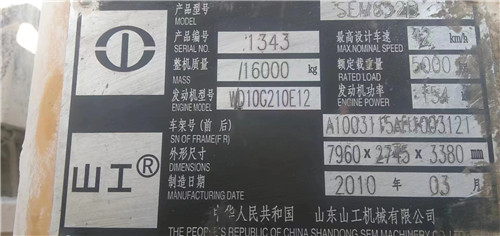 产品型号
MODEL
产品编号 1343 最高设计车速 km/h
SERIAL NO. MAX.NOMINAL SPEED
整机质量 16000 kg 额定载重量 5000
MASS RATED LOAD
发动机型号 WD10G210E12 发动机功率
ENGINE MODEL ENGINE POWER
车架号（前 后）
SN OF FRAME(F R)
外形尺寸 7960 × × 3380 mm
DIMENSIONS
制造日期 2010 年 03 月
MANUFACTURING DATE
山工®
中华人民共和国 山东山工机械有限公司
THE PEOPLE'S REPUBLIC OF CHINA SHANDONG SEM MACHINERY CO.,LTD